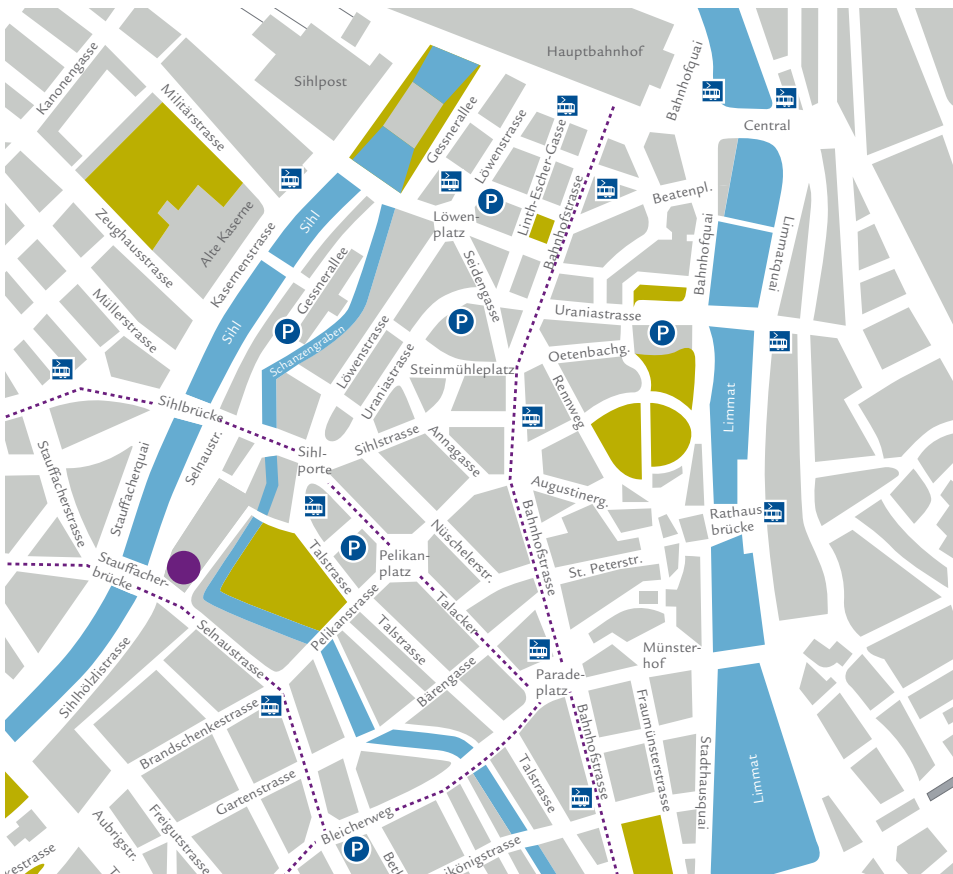 Hauptbahnhof
Bahnhofquai
Sihlpost
Kanonengasse
Militärstrasse
Central
Gessnerallee
Löwenstrasse
Linth-Escher-Gasse
Beatenpl.
P
Bahnhofstrasse
Löwen-
platz
Alte Kaserne
Zeughausstrasse
Kasernenstrasse
Sihl
Bahnhofquai
Limmatquai
Seidengasse
Gessnerallee
Müllerstrasse
Sihl
P
P
Uraniastrasse
P
Schanzengraben
Löwenstrasse
Uraniastrasse
Steinmühleplatz
Oetenbachg.
Rennweg
Limmat
Sihlbrücke
Selnaustr.
Sihl-
porte
Sihlstrasse
Annagasse
Stauffacherstrasse
Stauffacherquai
Augustinerg.
Bahnhofstrasse
Rathaus
brücke
Nüschelerstr.
P
Talstrasse
Pelikan-
platz
St. Peterstr.
Stauffacher-
brücke
Pelikanstrasse
Talacker
Selnaustrasse
Talstrasse
Münster-
hof
Sihlhölzlistrasse
Bärengasse
Parade-
platz
Brandschenkestrasse
Bahnhofstrasse
Fraumünsterstrasse
Stadthausquai
Limmat
Talstrasse
Gartenstrasse
Bleicherweg
Aubrigstr.
Freigutstrasse
P
Beth
kestrasse
T
ikönigstrasse